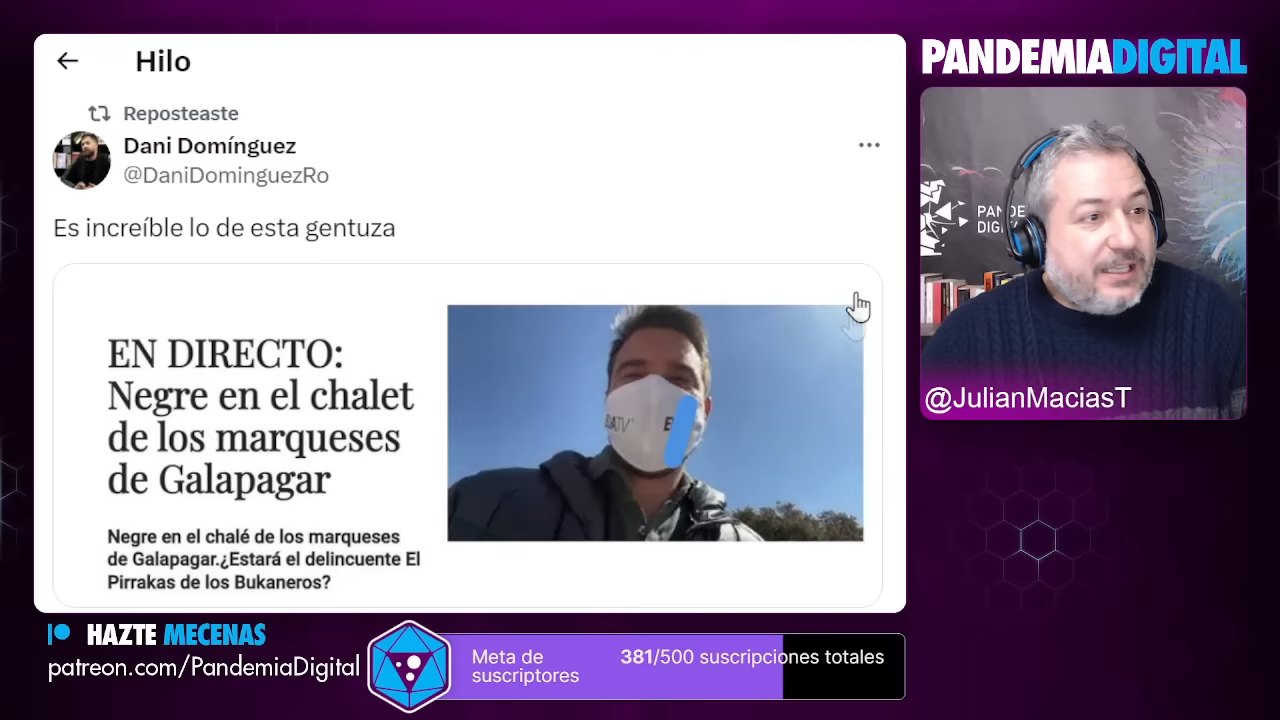 Hilo
Reposteaste
Dani Domínguez
@DaniDominguezRo
Es increíble lo de esta gentuza
EN DIRECTO:
Negre en el chalet
de los marqueses
de Galapagar
Negre en el chalé de los marqueses
de Galapagar.¿Estará el delincuente El
Pirrakas de los Bukaneros?
PANDEMIADIGITAL
@JulianMaciasT
HAZTE MECENAS
patreon.com/PandemiaDigital
Meta de
suscriptores
381/500 suscripciones totales